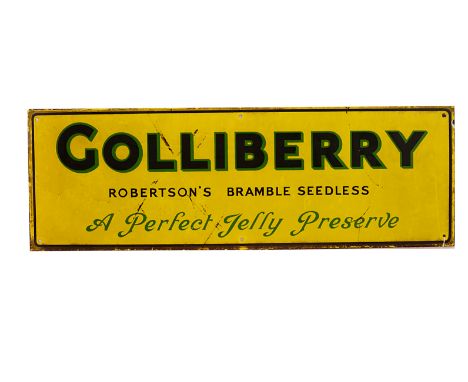 GOLLIBERRY
ROBERTSON'S BRAMBLE SEEDLESS
A Perfect Jelly Preserve